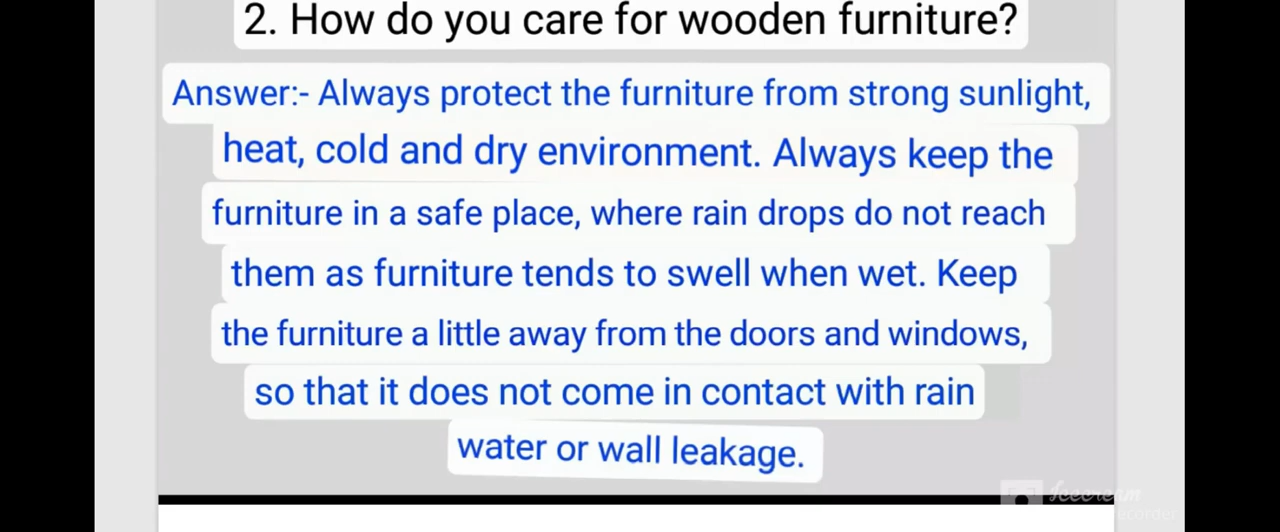 2. How do you care for wooden furniture?
Answer:- Always protect the furniture from strong sunlight,
heat, cold and dry environment. Always keep the
furniture in a safe place, where rain drops do not reach
them as furniture tends to swell when wet. Keep
the furniture a little away from the doors and windows,
so that it does not come in contact with rain
water or wall leakage.
Icecream